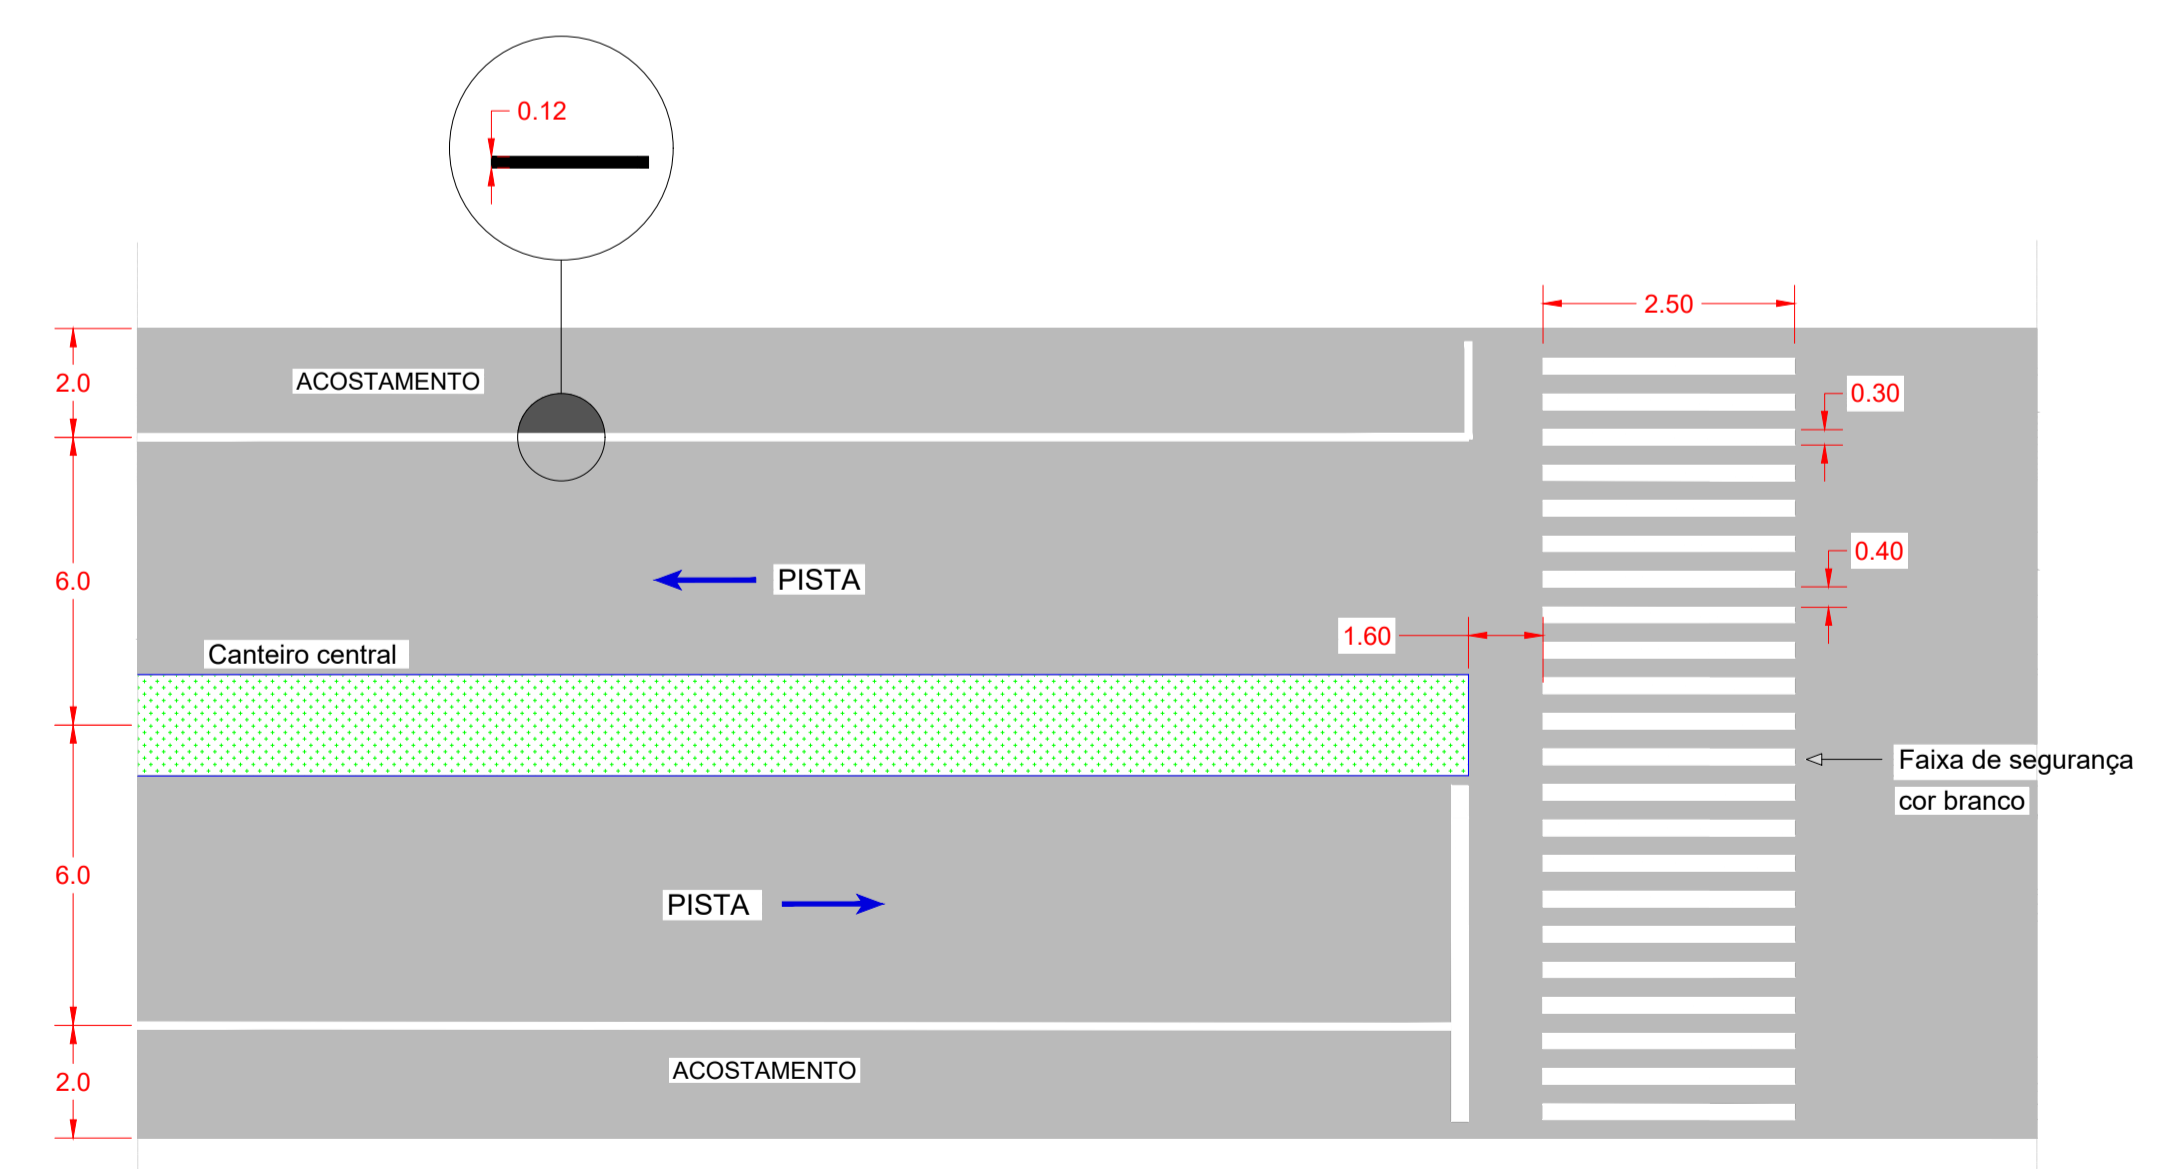 0.12
2.50
2.0
ACOSTAMENTO
0.30
0.40
6.0
PISTA
1.60
Canteiro central
Faixa de segurança
cor branco
6.0
PISTA
ACOSTAMENTO
2.0